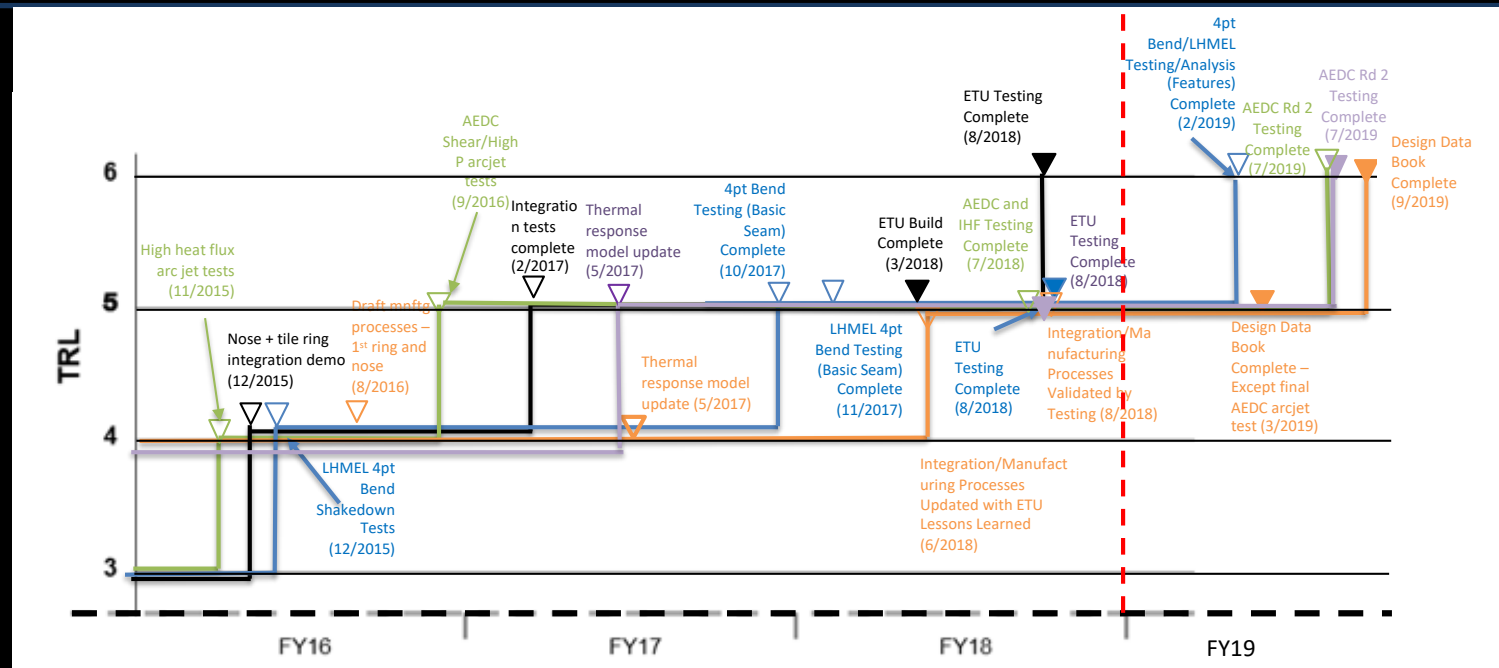 4pt
Bend/LHMEL
Testing/Analysis
(Features)
Complete
(2/2019)
AEDC Rd 2
Testing
Complete
(7/2019
AEDC Rd 2
Testing
Complete
(7/2019)
ETU Testing
Complete
(8/2018)
Design Data
Book
Complete
(9/2019)
AEDC
Shear/High
P arcjet
tests
(9/2016)
6
4pt Bend
Testing (Basic
Seam)
Complete
(10/2017)
Integratio
n tests
complete
(2/2017)
Thermal
response
model update
(5/2017)
ETU Build
Complete
(3/2018)
AEDC and
IHF Testing
Complete
(7/2018)
ETU
Testing
Complete
(8/2018)
High heat flux
arc jet tests
(11/2015)
5
Draft mnftg
processes –
1st ring and
nose
(8/2016)
Nose + tile ring
integration demo
(12/2015)
TRL
Thermal
response model
update (5/2017)
LHMEL 4pt
Bend Testing
(Basic Seam)
Complete
(11/2017)
ETU
Testing
Complete
(8/2018)
Integration/Ma
nufacturing
Processes
Validated by
Testing (8/2018)
Design Data
Book
Complete –
Except final
AEDC arcjet
test (3/2019)
4
LHMEL 4pt
Bend
Shakedown
Tests
(12/2015)
Integration/Manufact
uring Processes
Updated with ETU
Lessons Learned
(6/2018)
3
FY16
FY17
FY18
FY19